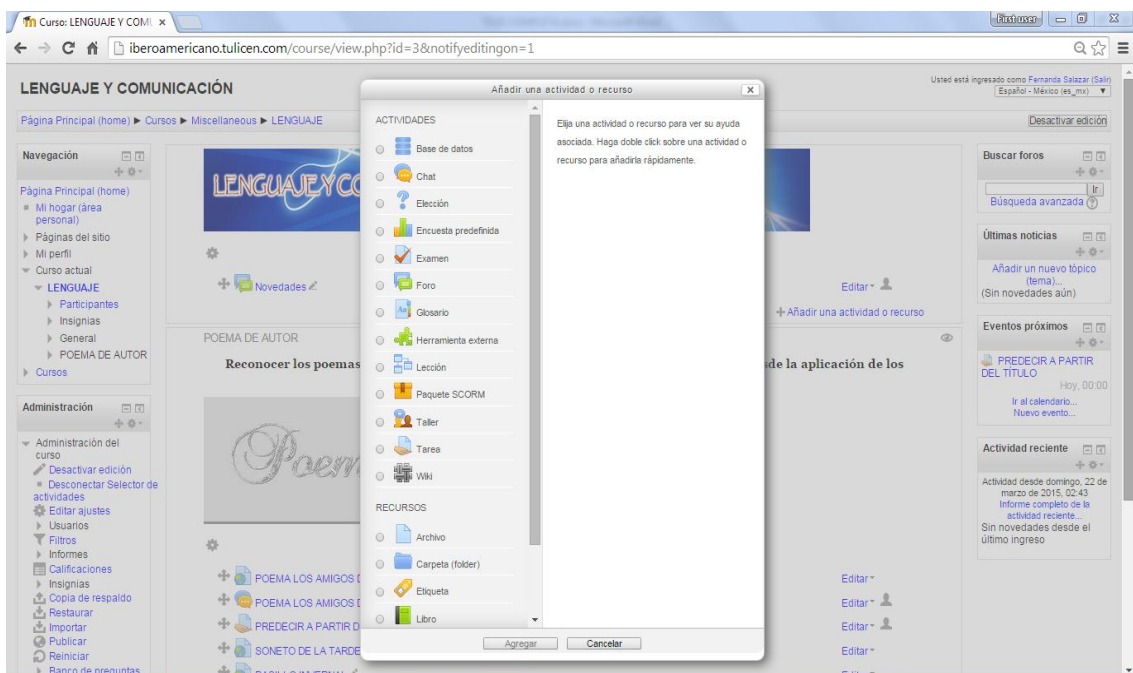 Curso: LENGUAJE Y COMU
First user
iberoamericano.tulicen.com/course/view.php?id=3&notifyeditingon=1
LENGUAJE Y COMUNICACIÓN
Usted está ingresado como Fernanda Salazar (Salir)
Español - México (es_mx)
Página Principal (home) ► Cursos ► Miscellaneous ► LENGUAJE
Desactivar edición
Navegación
Página Principal (home)
Mi hogar (área
personal)
Páginas del sitio
Mi perfil
Curso actual
LENGUAJE
Participantes
Insignias
General
POEMA DE AUTOR
Cursos
Administración
Administración del
curso
Desactivar edición
Desconectar Selector de
actividades
Editar ajustes
Usuarios
Filtros
Informes
Calificaciones
Insignias
Copia de respaldo
Restaurar
Importar
Publicar
Reiniciar
Banco de preguntas
LENGUAJE Y CO
Novedades
Editar
+ Añadir una actividad o recurso
POEMA DE AUTOR
Reconocer los poemas
de la aplicación de los
Poem
POEMA LOS AMIGOS D
Editar
POEMA LOS AMIGOS D
Editar
PREDECIR A PARTIR D
Editar
SONETO DE LA TARDE
Editar
Añadir una actividad o recurso
x
ACTIVIDADES
Base de datos
Chat
Elección
Encuesta predefinida
Examen
Foro
Glosario
Herramienta externa
Lección
Paquete SCORM
Taller
Tarea
Wiki
RECURSOS
Archivo
Carpeta (folder)
Etiqueta
Libro
Elija una actividad o recurso para ver su ayuda
asociada. Haga doble click sobre una actividad o
recurso para añadirla rápidamente.
Agregar
Cancelar
Buscar foros
Ir
Búsqueda avanzada
Últimas noticias
Añadir un nuevo tópico
(tema)...
(Sin novedades aún)
Eventos próximos
PREDECIR A PARTIR
DEL TÍTULO
Hoy, 00:00
Ir al calendario...
Nuevo evento...
Actividad reciente
Actividad desde domingo, 22 de
marzo de 2015, 02:43
Informe completo de la
actividad reciente...
Sin novedades desde el
último ingreso